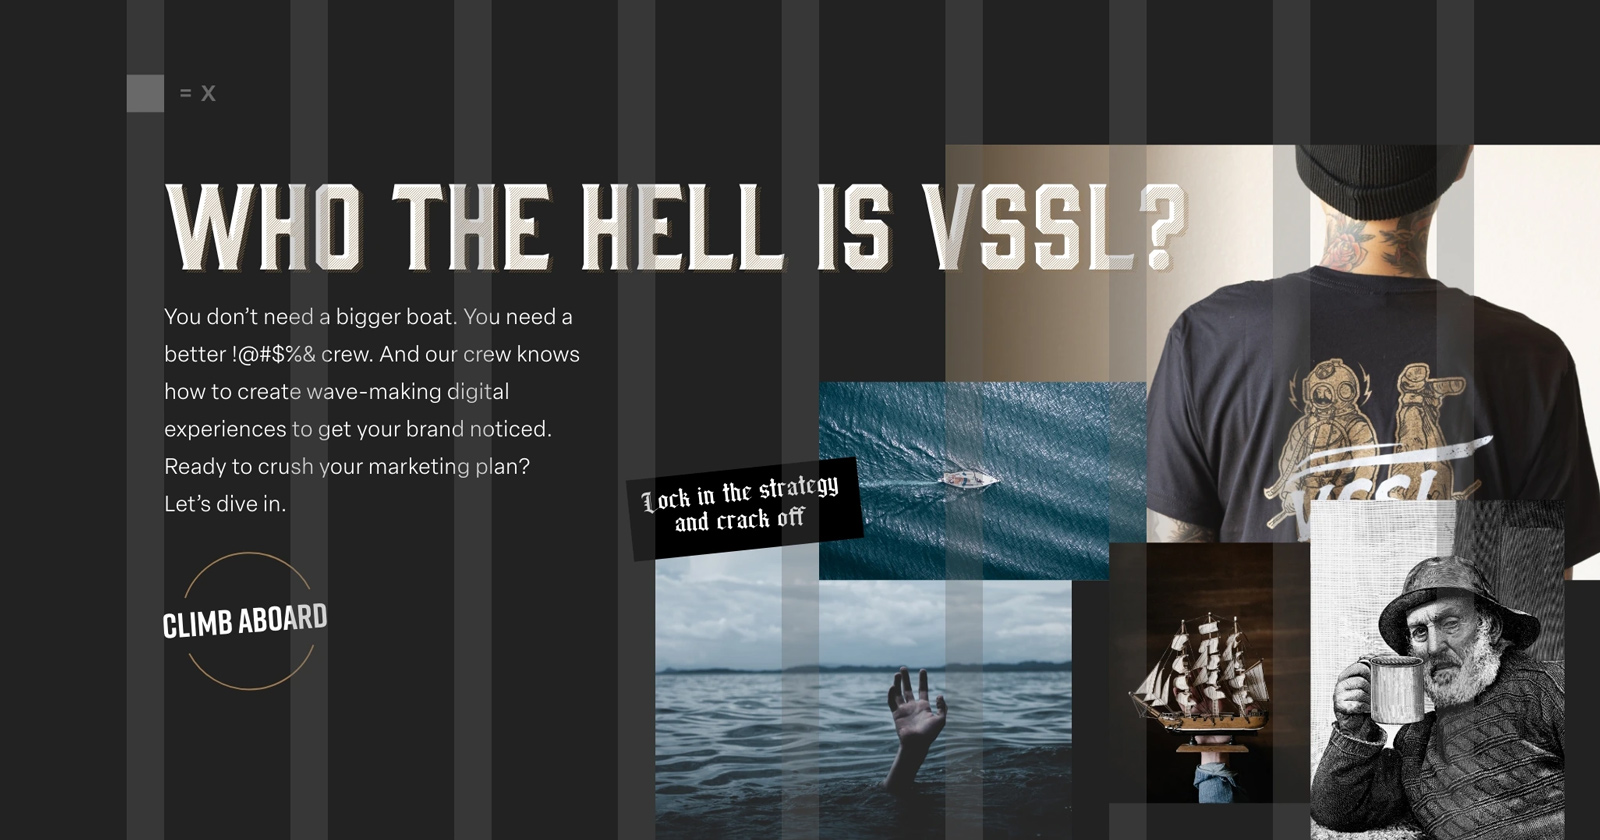 = X
WHO THE HELL IS VSSL?
You don’t need a bigger boat. You need a
better !@#$%& crew. And our crew knows
how to create wave-making digital
experiences to get your brand noticed.
Ready to crush your marketing plan?
Let’s dive in.
CLIMB ABOARD
Lock in the strategy
and crack off
VSSL